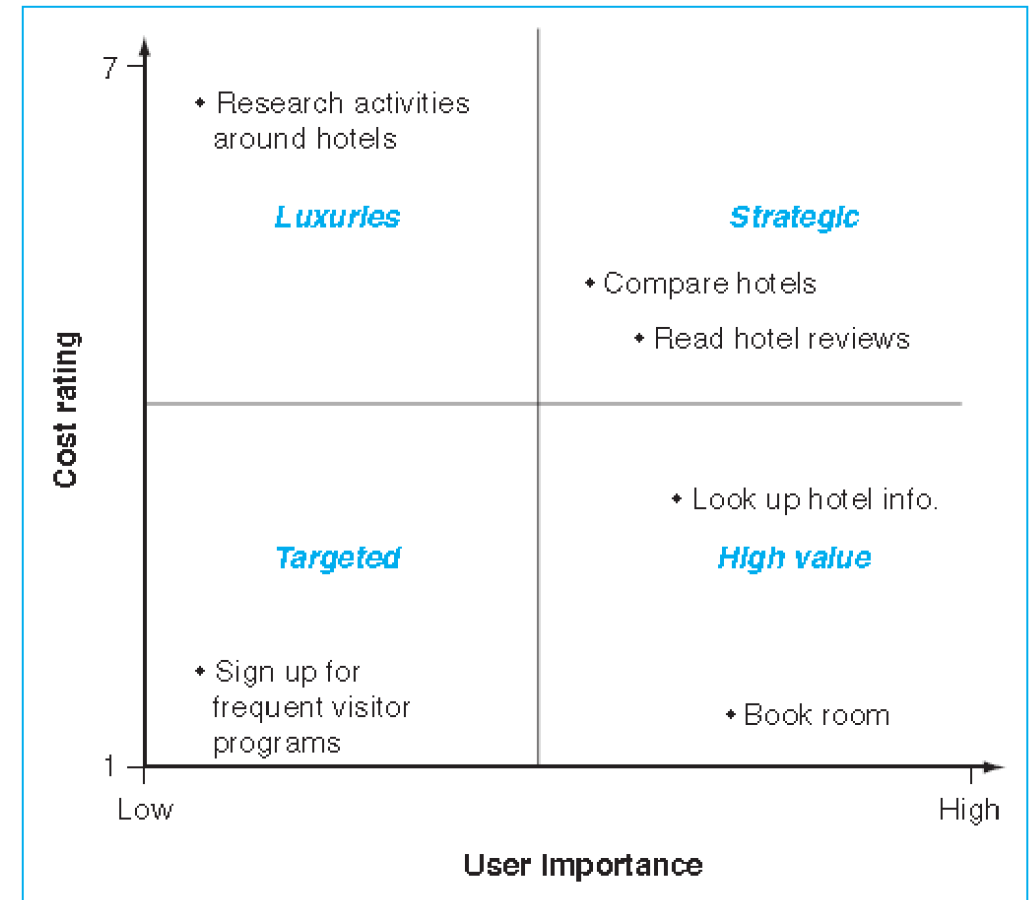 7
Research activities
around hotels
Luxuries
Strategic
Compare hotels
Read hotel reviews
Cost rating
Look up hotel info.
Targeted
High value
Sign up for
frequent visitor
programs
Book room
1
Low
High
User Importance